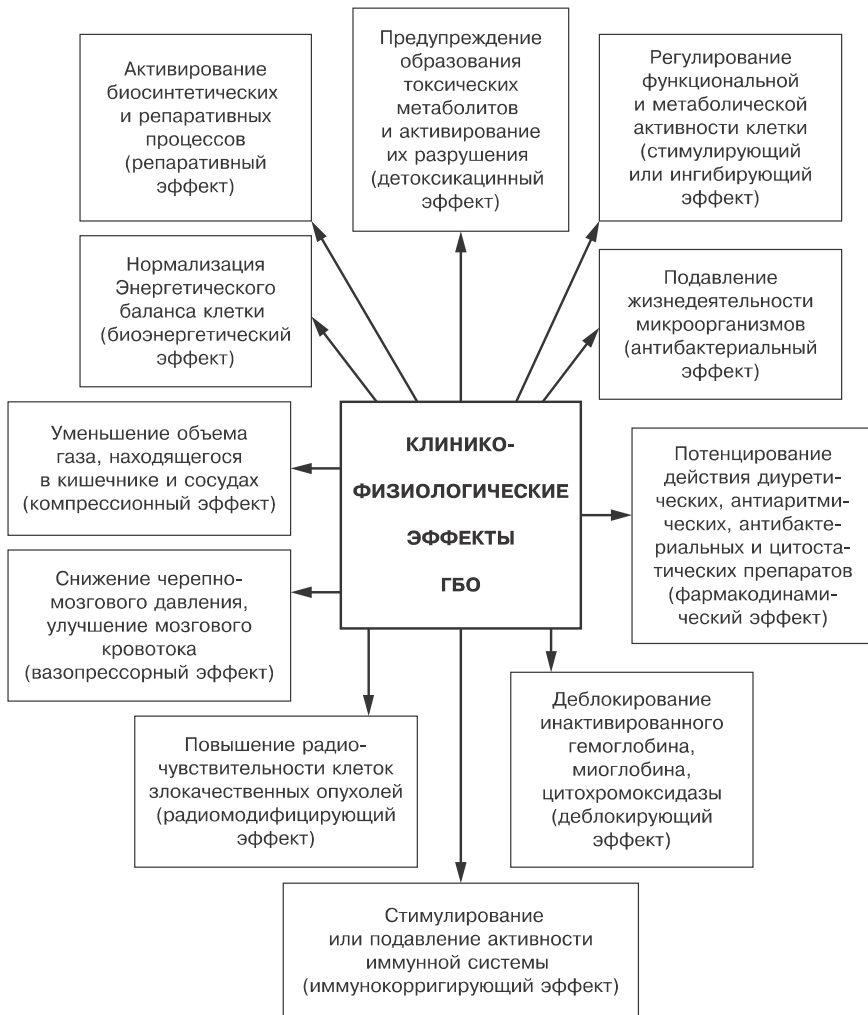 Активирование
биосинтетических
и репаративных
процессов
(репаративный
эффект)
Предупреждение
образования
токсических
метаболитов
и активирование
их разрушения
(детоксикацинный
эффект)
Регулирование
функциональной
и метаболической
активности клетки
(стимулирующий
или ингибирующий
эффект)
Нормализация
Энергетического
баланса клетки
(биоэнергетический
эффект)
Подавление
жизнедеятельности
микроорганизмов
(антибактериальный
эффект)
Уменьшение объема
газа, находящегося
в кишечнике и сосудах
(компрессионный эффект)
КЛИНИКО-
ФИЗИОЛОГИЧЕСКИЕ
ЭФФЕКТЫ
ГБО
Потенцирование
действия диурети-
ческих, антиаритми-
ческих, антибакте-
риальных и цитоста-
тических препаратов
(фармакодинами-
ческий эффект)
Снижение черепно-
мозгового давления,
улучшение мозгового
кровотока
(вазопрессорный эффект)
Деблокирование
инактивированного
гемоглобина,
миоглобина,
цитохромоксидазы
(деблокирующий
эффект)
Повышение радио-
чувствительности клеток
злокачественных опухолей
(радиомодифицирующий
эффект)
Стимулирование
или подавление активности
иммунной системы
(иммунокорригирующий эффект)